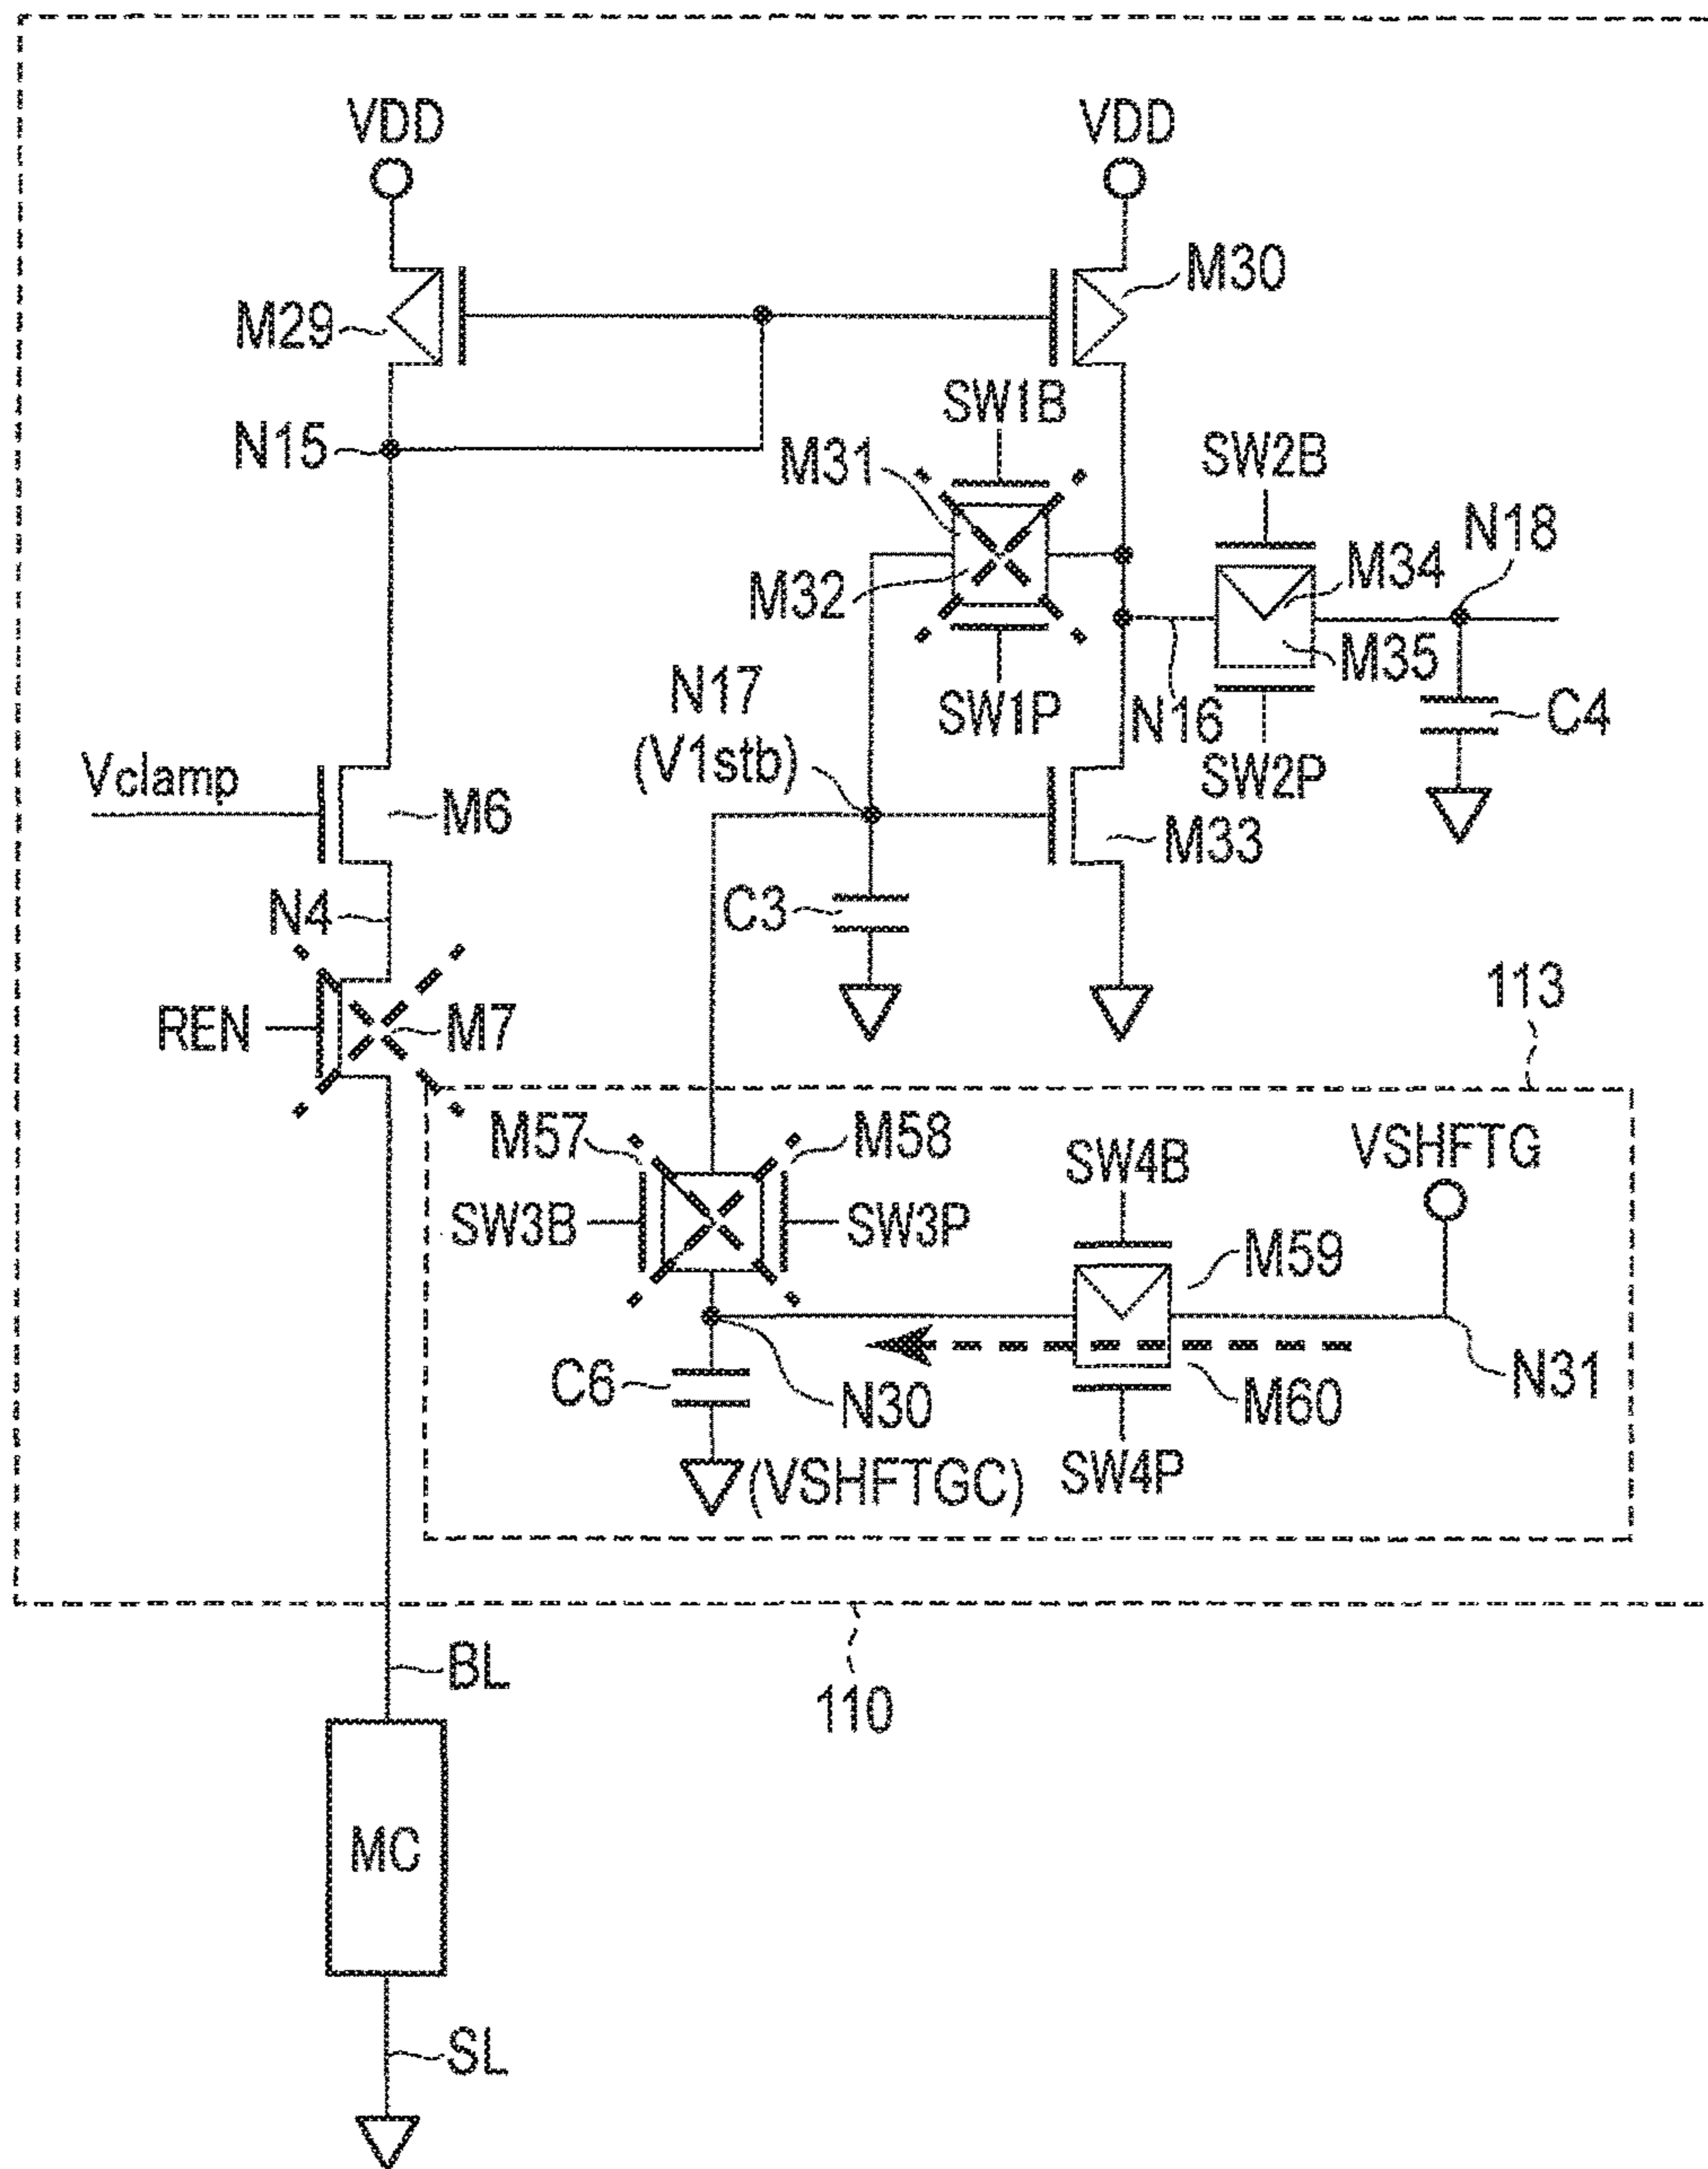 VDD
VDD
M29
M30
N15
SW1B
M31
M32
SW1P
SW2B
N18
M34
M35
N16
SW2P
C4
N17
(V1stb)
Vclamp
M6
M33
N4
C3
REN
M7
113
M57
M58
SW3B
SW3P
SW4B
VSHFTG
M59
C6
N30
M60
N31
(VSHFTGC)
SW4P
BL
110
MC
SL